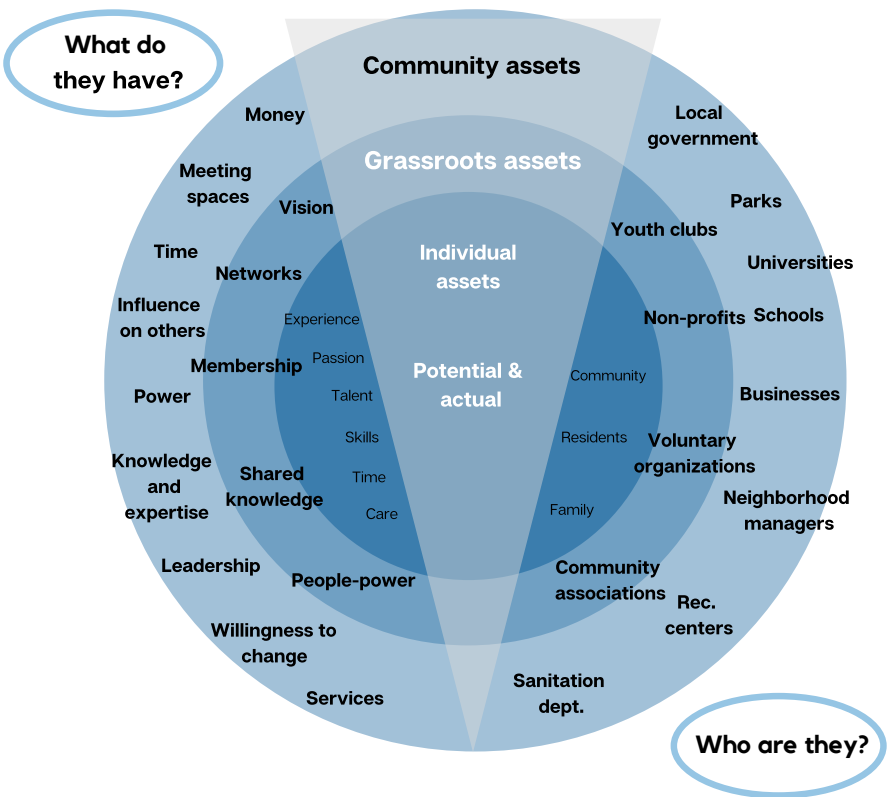 What do
they have?
Community assets
Grassroots assets
Individual
assets
Potential &
actual
Money
Meeting
spaces
Time
Influence
on others
Power
Knowledge
and
expertise
Leadership
Willingness to
change
Services
Vision
Networks
Membership
Shared
knowledge
People-power
Experience
Passion
Talent
Skills
Time
Care
Community
Residents
Family
Youth clubs
Non-profits
Voluntary
organizations
Community
associations
Local
government
Parks
Universities
Schools
Businesses
Neighborhood
managers
Rec.
centers
Sanitation
dept.
Who are they?